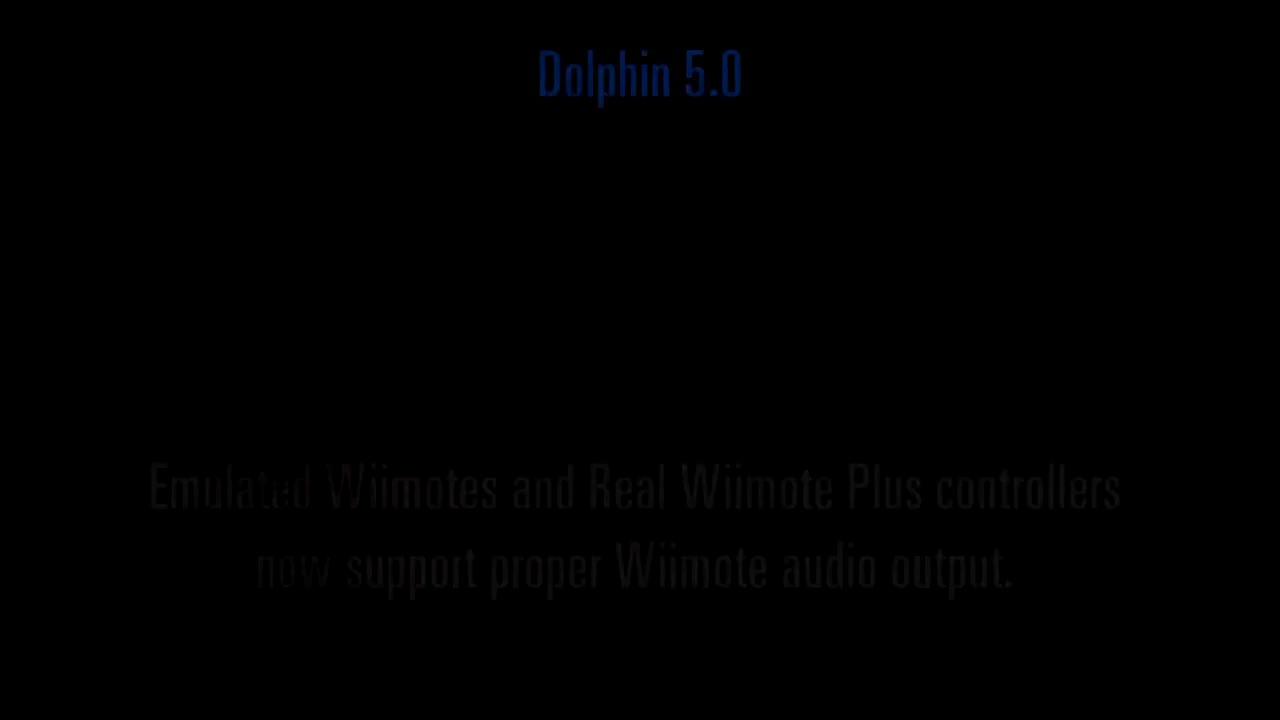 Dolphin 5.0
Emulated Wiimotes and Real Wiimote Plus controllers
now support proper Wiimote audio output.